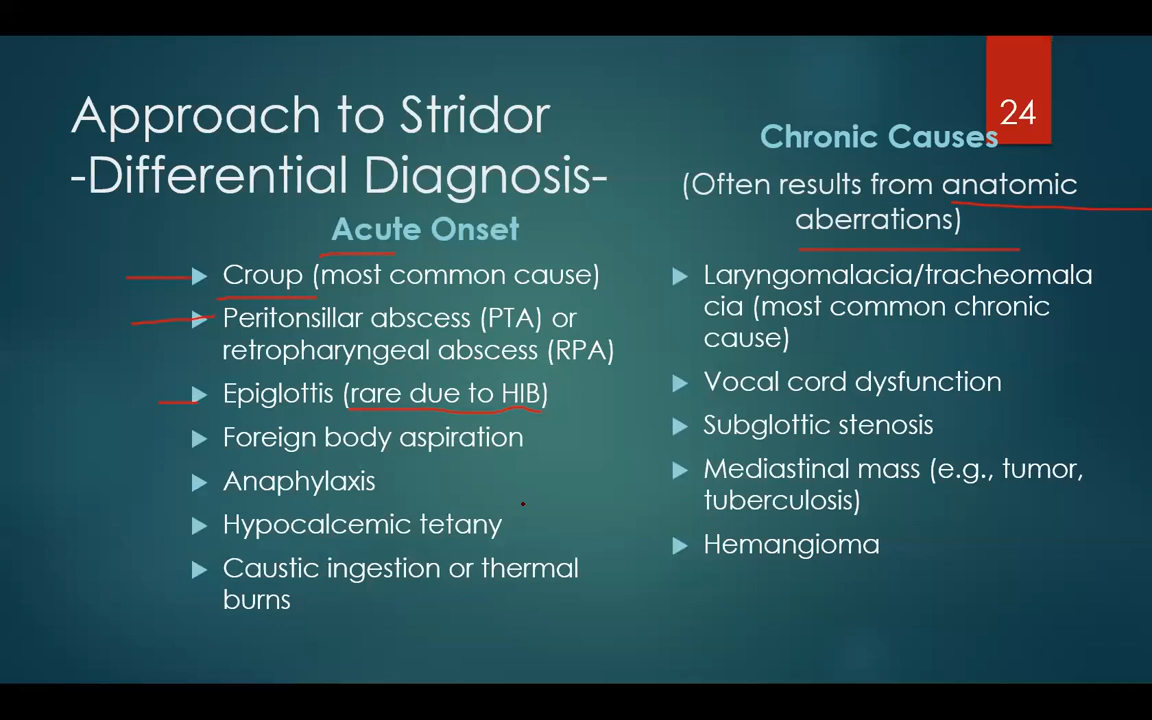 Approach to Stridor
-Differential Diagnosis-
Acute Onset
Croup (most common cause)
Peritonsillar abscess (PTA) or
retropharyngeal abscess (RPA)
Epiglottis (rare due to HIB)
Foreign body aspiration
Anaphylaxis
Hypocalcemic tetany
Caustic ingestion or thermal
burns
24
Chronic Causes
(Often results from anatomic
aberrations)
Laryngomalacia/tracheomala
cia (most common chronic
cause)
Vocal cord dysfunction
Subglottic stenosis
Mediastinal mass (e.g., tumor,
tuberculosis)
Hemangioma